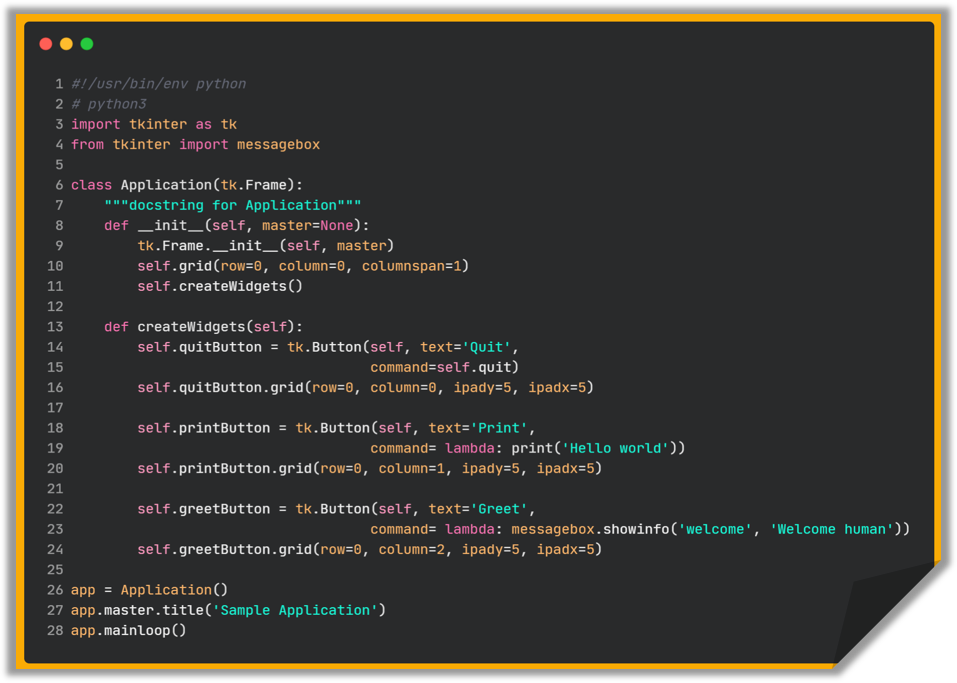 1 #!/usr/bin/env python
2 # python3
3 import tkinter as tk
4 from tkinter import messagebox
5
6 class Application(tk.Frame):
7     """docstring for Application"""
8     def __init__(self, master=None):
9         tk.Frame.__init__(self, master)
10         self.grid(row=0, column=0, columnspan=1)
11         self.createWidgets()
12
13     def createWidgets(self):
14         self.quitButton = tk.Button(self, text='Quit',
15                                     command=self.quit)
16         self.quitButton.grid(row=0, column=0, ipady=5, ipadx=5)
17
18         self.printButton = tk.Button(self, text='Print',
19                                     command= lambda: print('Hello world'))
20         self.printButton.grid(row=0, column=1, ipady=5, ipadx=5)
21
22         self.greetButton = tk.Button(self, text='Greet',
23                                     command= lambda: messagebox.showinfo('welcome', 'Welcome human'))
24         self.greetButton.grid(row=0, column=2, ipady=5, ipadx=5)
25
26 app = Application()
27 app.master.title('Sample Application')
28 app.mainloop()